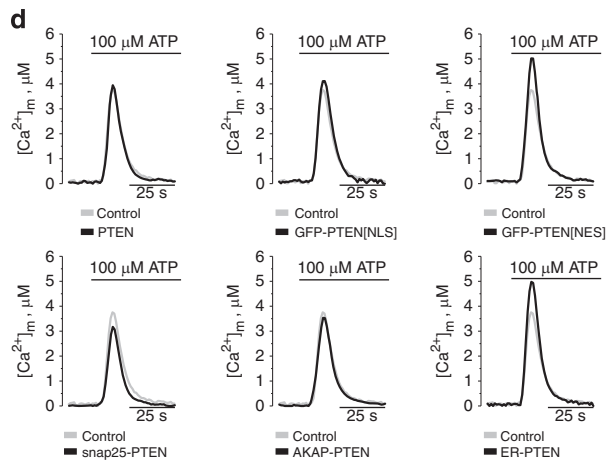 d
6
5
4
3
2
1
0
[Ca²⁺]ₘ , μM
100 μM ATP
25 s
Control
PTEN
6
5
4
3
2
1
0
[Ca²⁺]ₘ , μM
100 μM ATP
25 s
Control
GFP-PTEN[NLS]
6
5
4
3
2
1
0
[Ca²⁺]ₘ , μM
100 μM ATP
25 s
Control
GFP-PTEN[NES]
6
5
4
3
2
1
0
[Ca²⁺]ₘ , μM
100 μM ATP
25 s
Control
snap25-PTEN
6
5
4
3
2
1
0
[Ca²⁺]ₘ , μM
100 μM ATP
25 s
Control
AKAP-PTEN
6
5
4
3
2
1
0
[Ca²⁺]ₘ , μM
100 μM ATP
25 s
Control
ER-PTEN